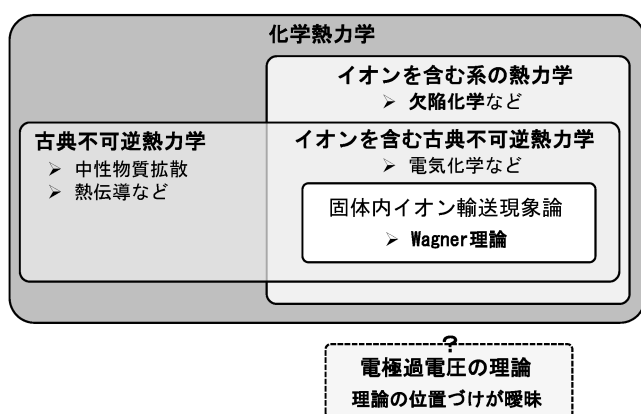 化学熱力学
イオンを含む系の熱力学
➢ 欠陥化学など
古典不可逆熱力学
➢ 中性物質拡散
➢ 熱伝導など
イオンを含む古典不可逆熱力学
➢ 電気化学など
固体内イオン輸送現象論
➢ Wagner理論
?
電極過電圧の理論
理論の位置づけが曖昧